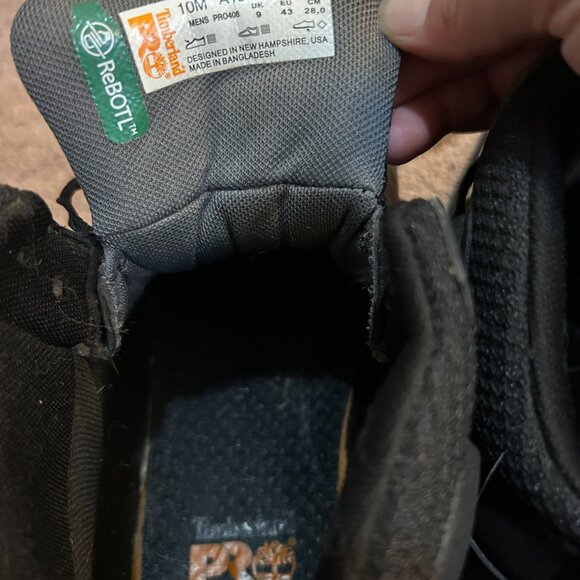 10M
UK EU CM
MENS PRO408 9 43 28,0
Timberland
PRO®
DESIGNED IN NEW HAMPSHIRE, USA
MADE IN BANGLADESH
ReBOTL™
Timberland
PRO